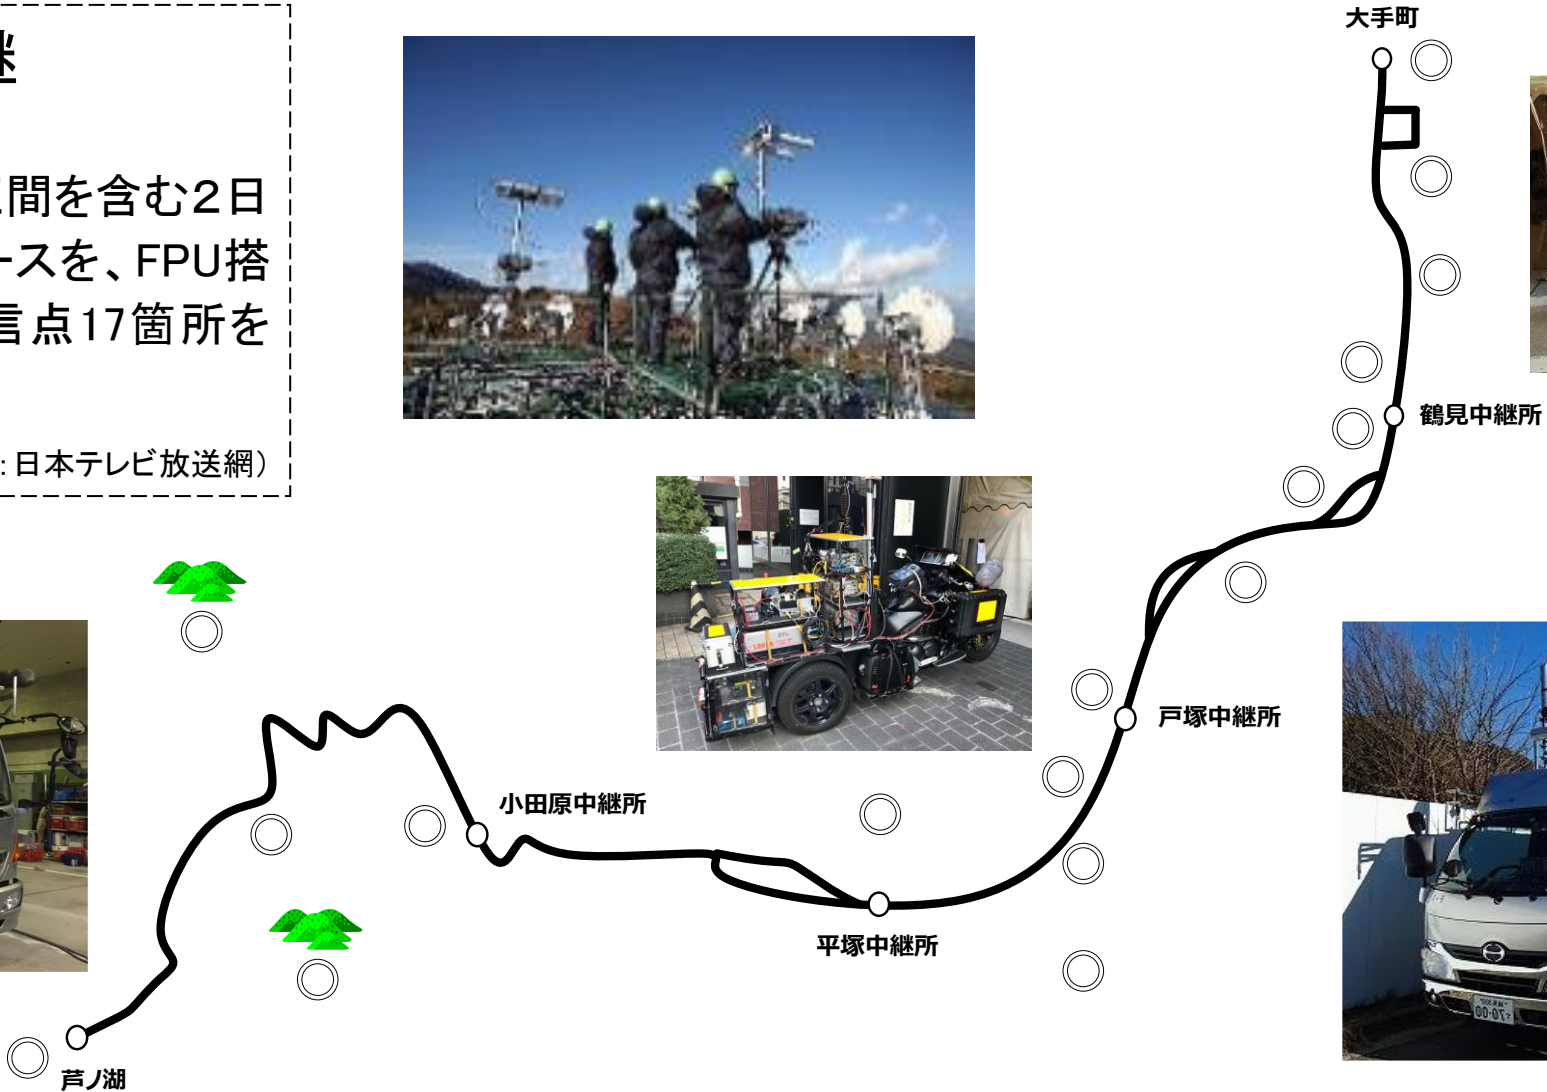 継
間を含む２日
ースを、FPU搭
言点17箇所を
：日本テレビ放送網）
大手町
鶴見中継所
戸塚中継所
小田原中継所
平塚中継所
芦ノ湖